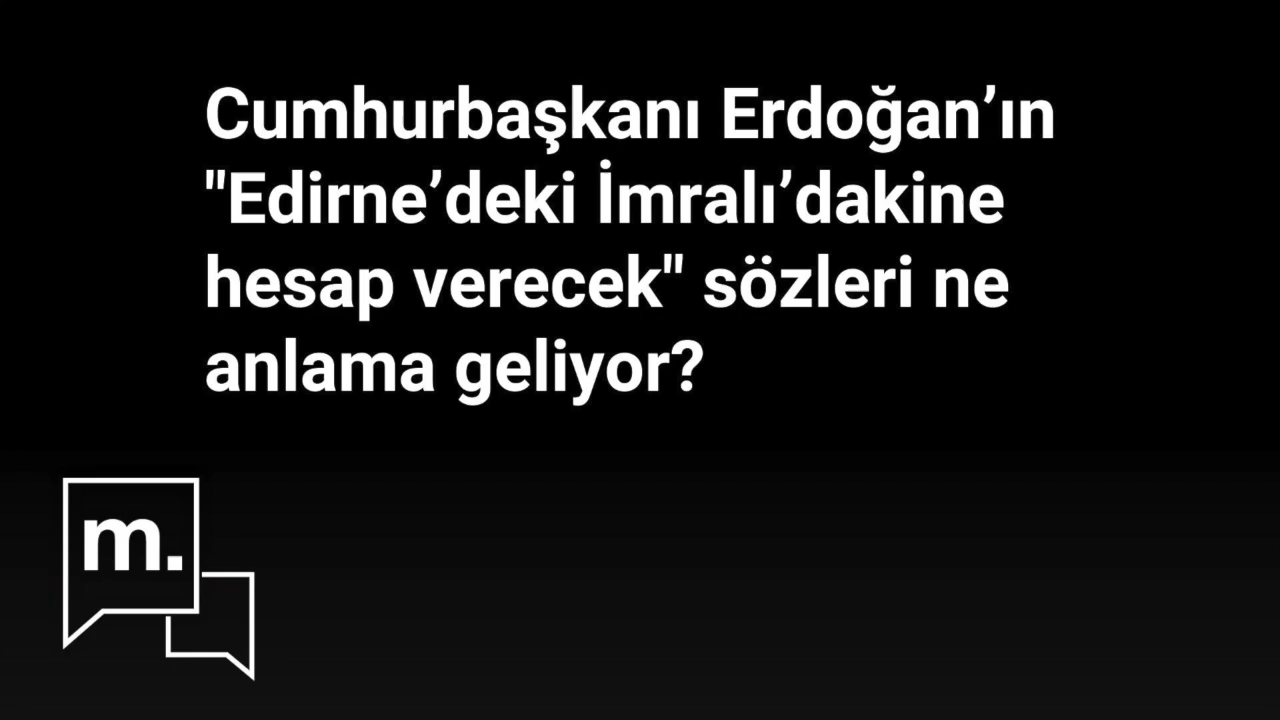 Cumhurbaşkanı Erdoğan’ın
"Edirne’deki İmralı’dakine
hesap verecek" sözleri ne
anlama geliyor?
m.